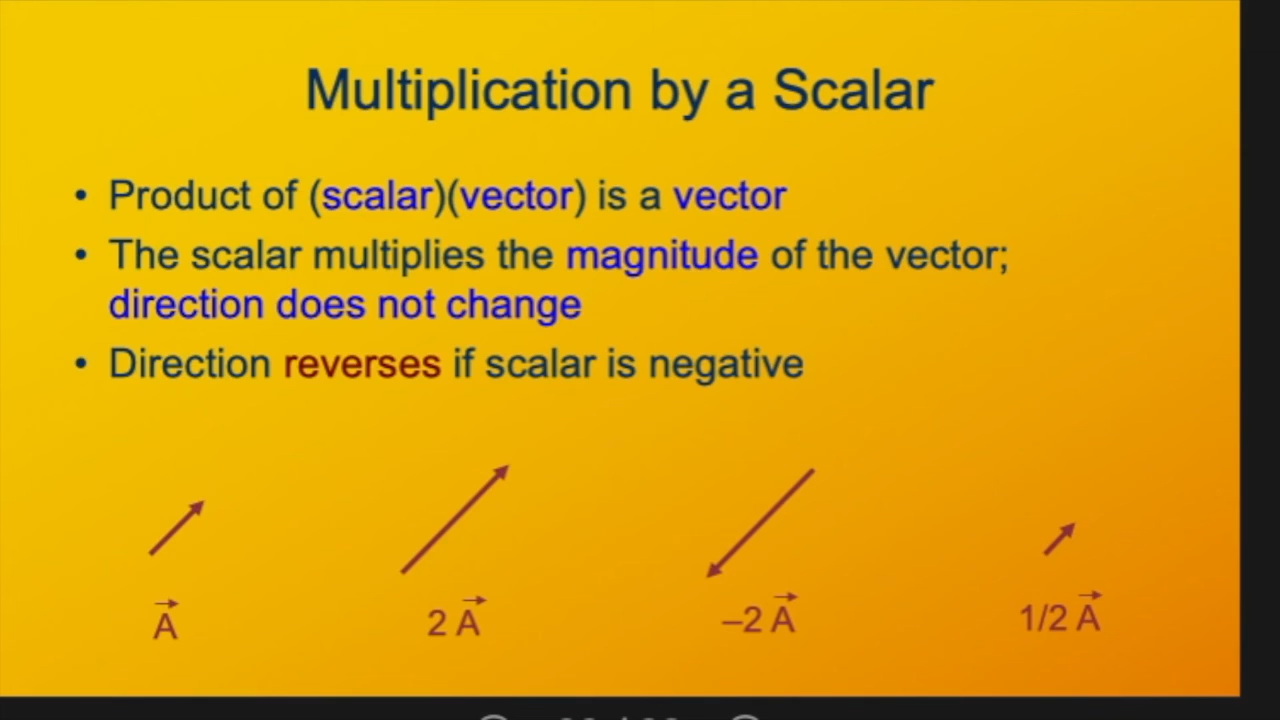 Multiplication by a Scalar
• Product of (scalar)(vector) is a vector
• The scalar multiplies the magnitude of the vector;
direction does not change
• Direction reverses if scalar is negative
A⃗
2 A⃗
–2 A⃗
1/2 A⃗